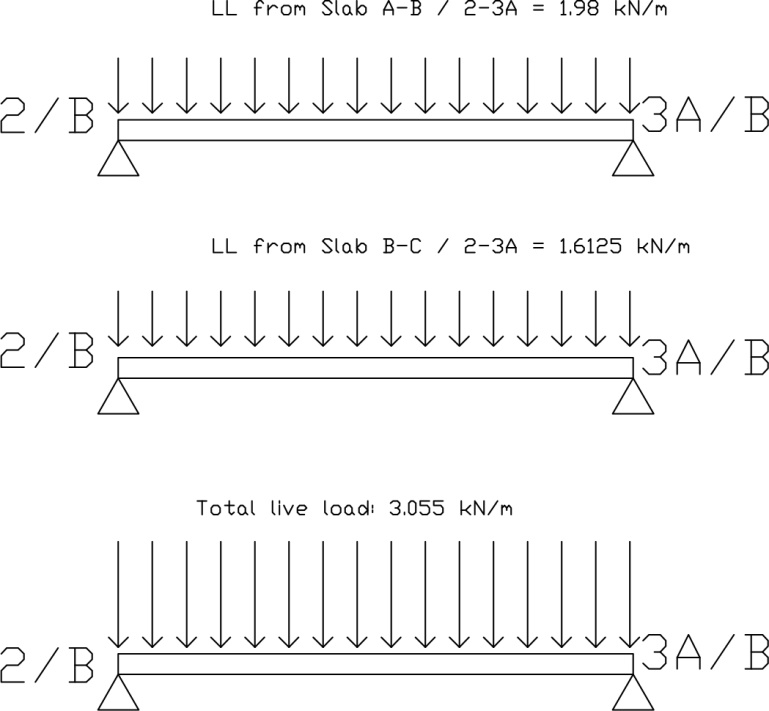 LL from Slab A-B / 2-3A = 1.98 kN/m
2/B
3A/B
LL from Slab B-C / 2-3A = 1.6125 kN/m
2/B
3A/B
Total live load: 3.055 kN/m
2/B
3A/B